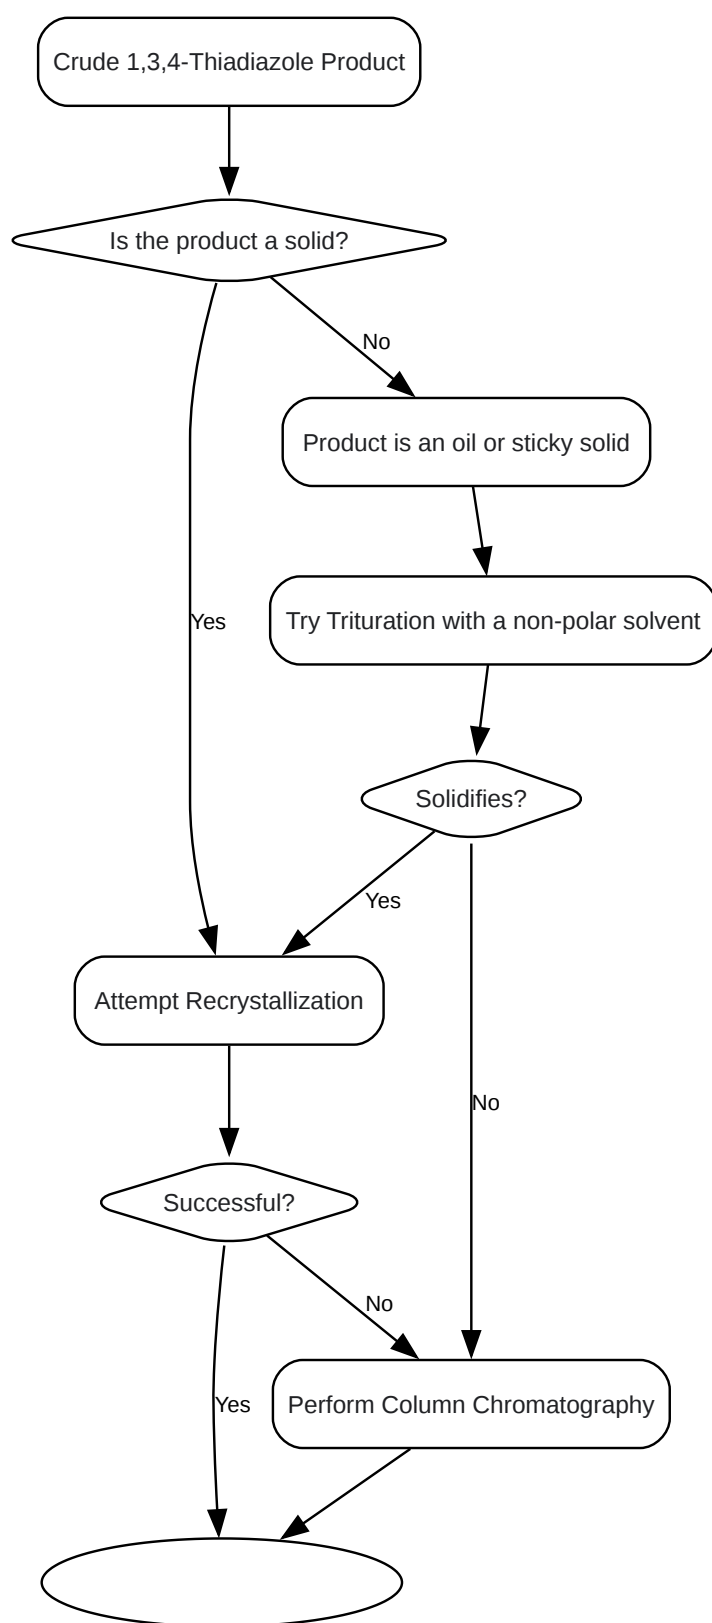 Crude 1,3,4-Thiadiazole Product
Is the product a solid?
No
Product is an oil or sticky solid
Yes
Try Trituration with a non-polar solvent
Solidifies?
Yes
Attempt Recrystallization
No
Successful?
No
Yes
Perform Column Chromatography